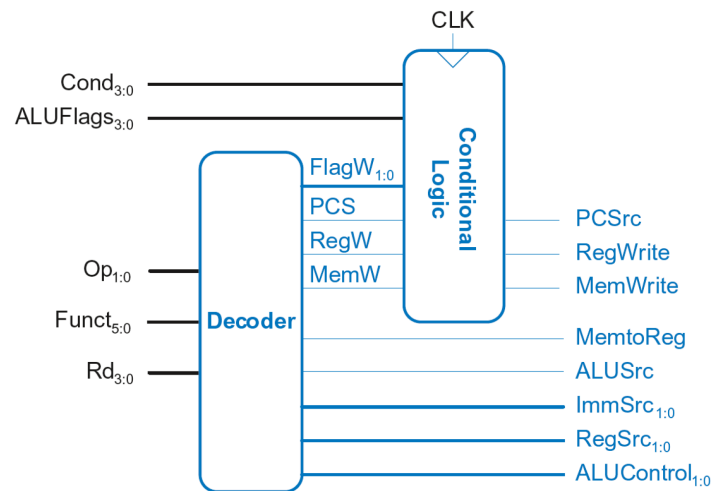 CLK
Cond3:0
ALUFlags3:0
Conditional
Logic
FlagW1:0
PCS
PCSrc
RegW
RegWrite
Op1:0
MemW
MemWrite
Funct5:0
Decoder
MemtoReg
Rd3:0
ALUSrc
ImmSrc1:0
RegSrc1:0
ALUControl1:0